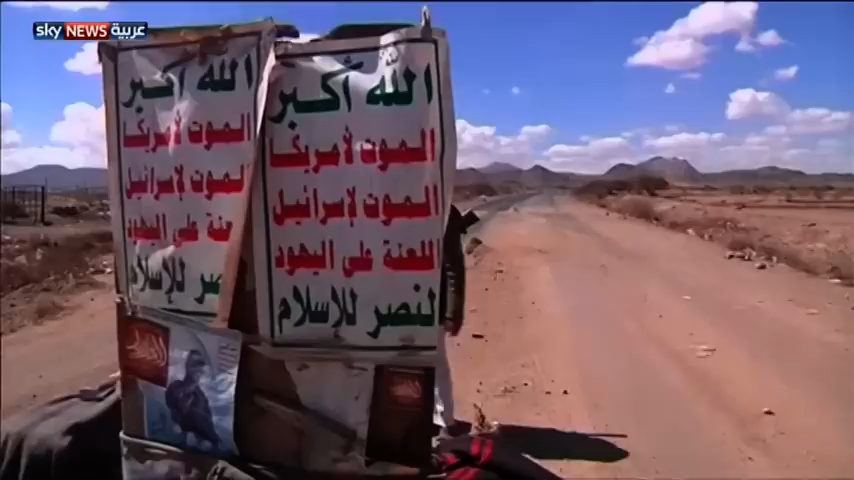 sky NEWS عربية
الله أكبر
الموت لأمريكا
الموت لإسرائيل
اللعنة على اليهود
النصر للإسلام
الله أكبر
الموت لأمريكا
الموت لإسرائيل
على اليهود
للإسلام